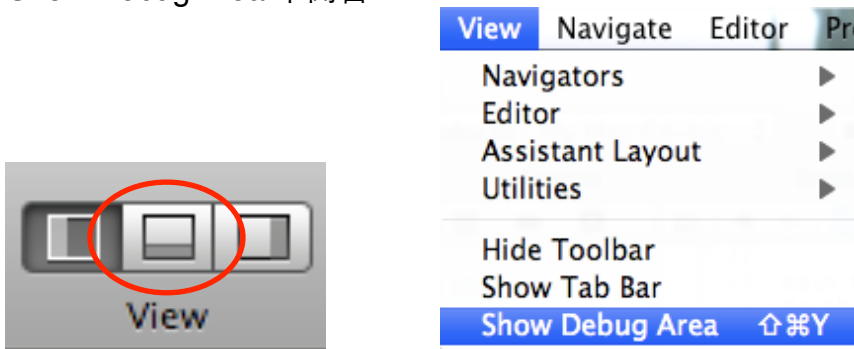 View Navigate Editor
Navigators
Editor
Assistant Layout
Utilities
Hide Toolbar
Show Tab Bar
Show Debug Area ⇧⌘Y
View